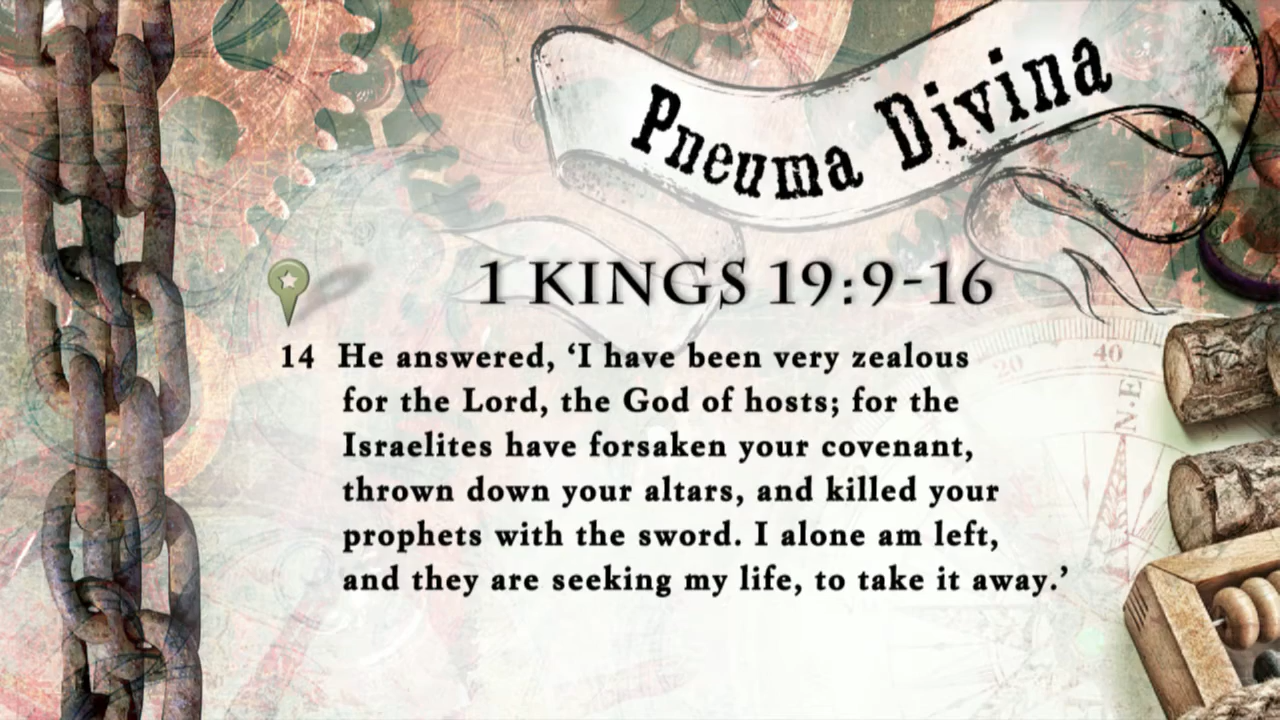 Pneuma Divina
1 KINGS 19:9-16
14 He answered, ‘I have been very zealous
for the Lord, the God of hosts; for the
Israelites have forsaken your covenant,
thrown down your altars, and killed your
prophets with the sword. I alone am left,
and they are seeking my life, to take it away.’
20
40
N.E